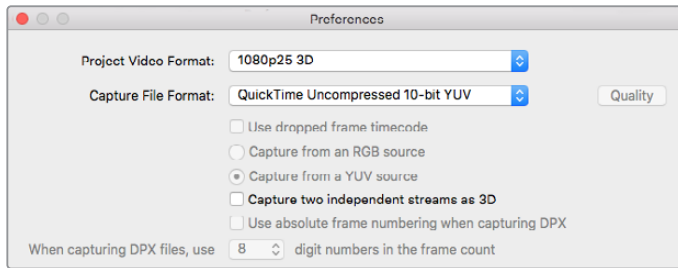 Preferences
Project Video Format: 1080p25 3D
Capture File Format: QuickTime Uncompressed 10-bit YUV Quality
Use dropped frame timecode
Capture from an RGB source
Capture from a YUV source
Capture two independent streams as 3D
Use absolute frame numbering when capturing DPX
When capturing DPX files, use 8 digit numbers in the frame count